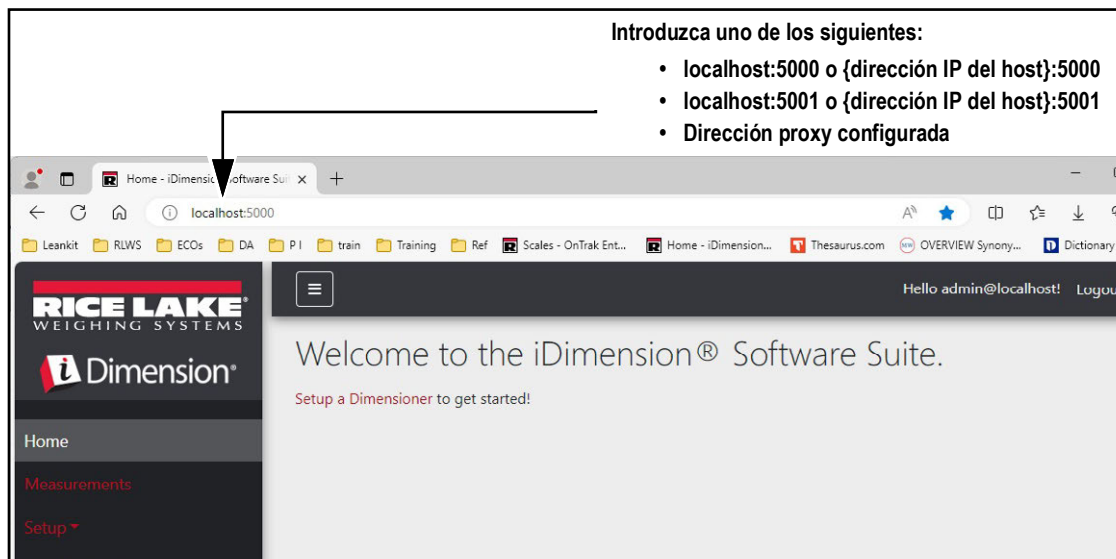 Introduzca uno de los siguientes:
• localhost:5000 o {dirección IP del host}:5000
• localhost:5001 o {dirección IP del host}:5001
• Dirección proxy configurada
Home - iDimension Software Sui
localhost:5000
Leankit RLWS ECOs DA P I train Training Ref Scales - OnTrak Ent... Home - iDimension... Thesaurus.com OVERVIEW Synony... Dictionary
RICE LAKE®
WEIGHING SYSTEMS
iDimension®
Hello admin@localhost! Logout
Welcome to the iDimension® Software Suite.
Setup a Dimensioner to get started!
Home
Measurements
Setup